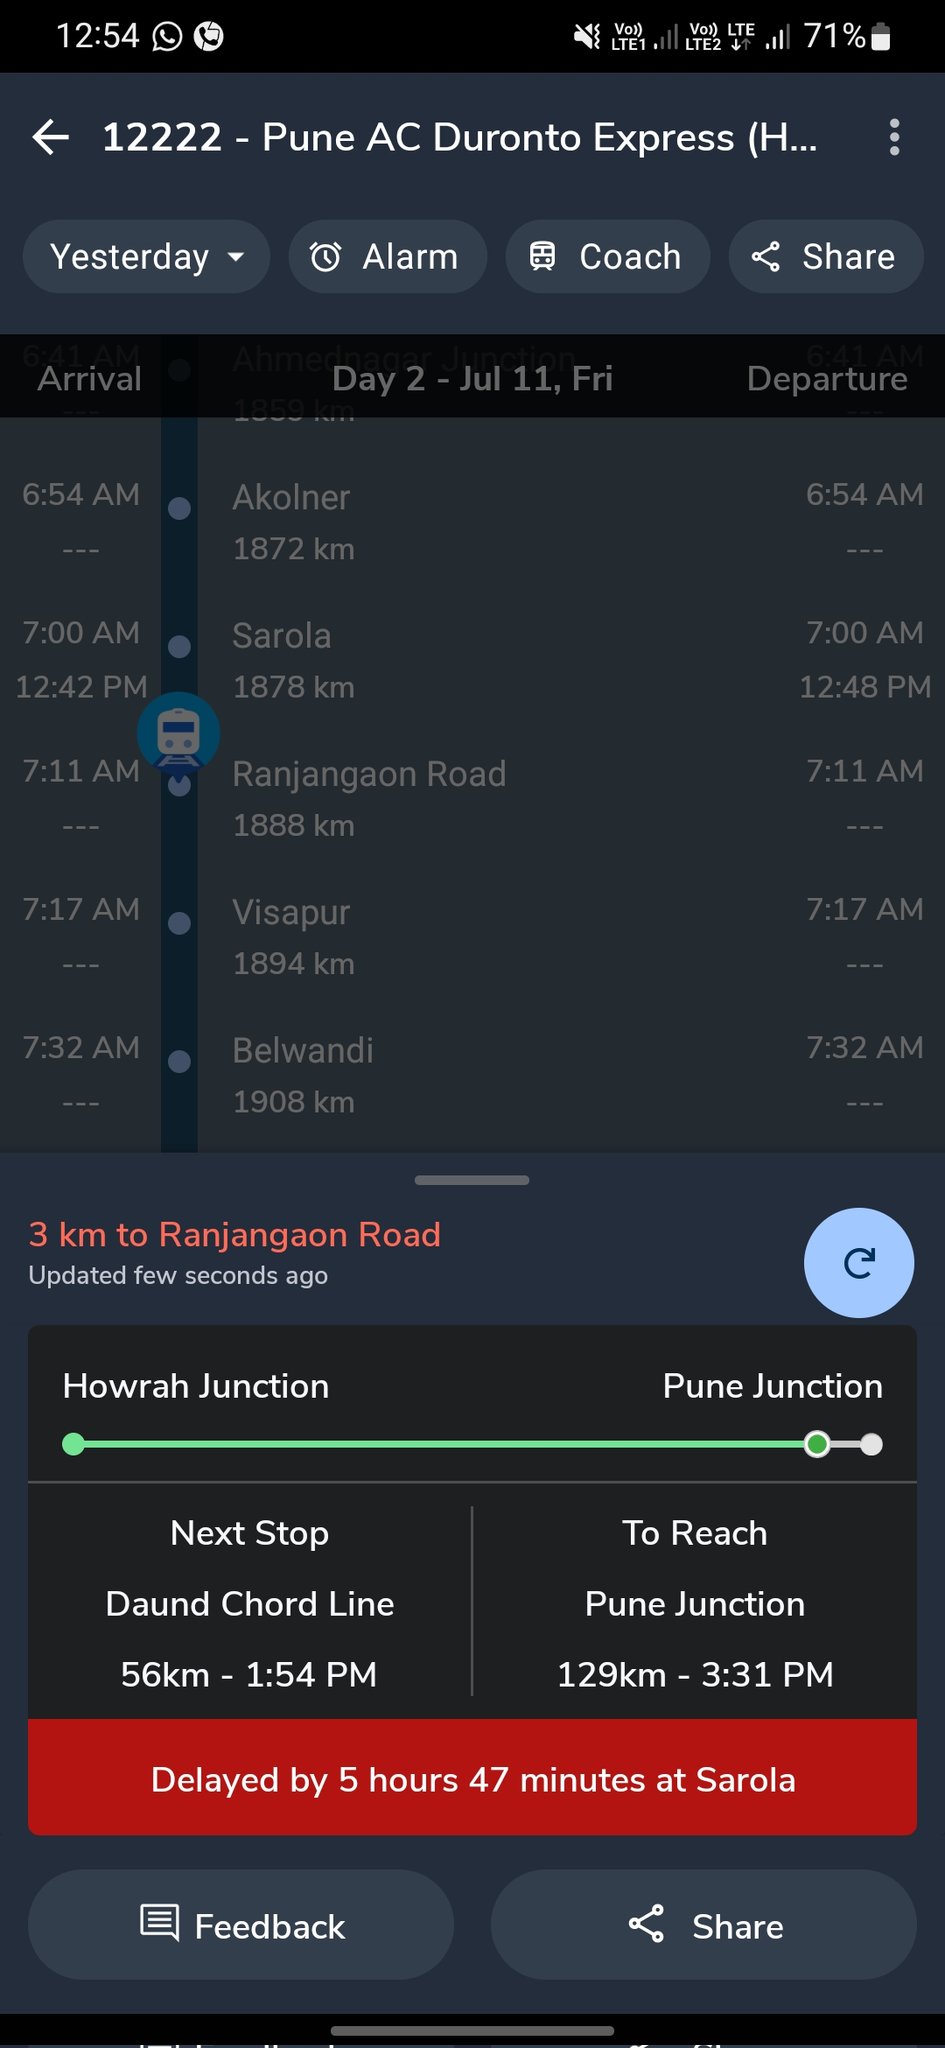 12:54 Vo)) LTE1 Vo)) LTE2 LTE 71%
12222 - Pune AC Duronto Express (H...
Yesterday Alarm Coach Share
6:41 AM Ahmednagar Junction 6:41 AM
Arrival Day 2 - Jul 11, Fri Departure
--- 1859 km ---
6:54 AM Akolner 6:54 AM
--- 1872 km ---
7:00 AM Sarola 7:00 AM
12:42 PM 1878 km 12:48 PM
7:11 AM Ranjangaon Road 7:11 AM
--- 1888 km ---
7:17 AM Visapur 7:17 AM
--- 1894 km ---
7:32 AM Belwandi 7:32 AM
--- 1908 km ---
3 km to Ranjangaon Road
Updated few seconds ago
Howrah Junction Pune Junction
Next Stop To Reach
Daund Chord Line Pune Junction
56km - 1:54 PM 129km - 3:31 PM
Delayed by 5 hours 47 minutes at Sarola
Feedback Share